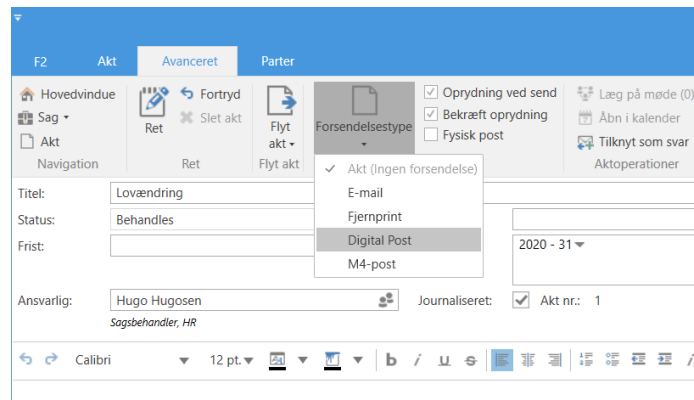 F2 Akt Avanceret Parter
Hovedvindue
Sag
Akt
Navigation
Ret
Fortryd
Slet akt
Ret
Flyt akt
Flyt akt
Forsendelsestype
Oprydning ved send
Bekræft oprydning
Fysisk post
Læg på møde (0)
Åbn i kalender
Tilknyt som svar
Aktoperationer
Akt (Ingen forsendelse)
E-mail
Fjernprint
Digital Post
M4-post
Titel: Lovændring
Status: Behandles
Frist: 2020 - 31
Ansvarlig: Hugo Hugosen Journaliseret: Akt nr.: 1
Sagsbehandler, HR
Calibri 12 pt. b i u s